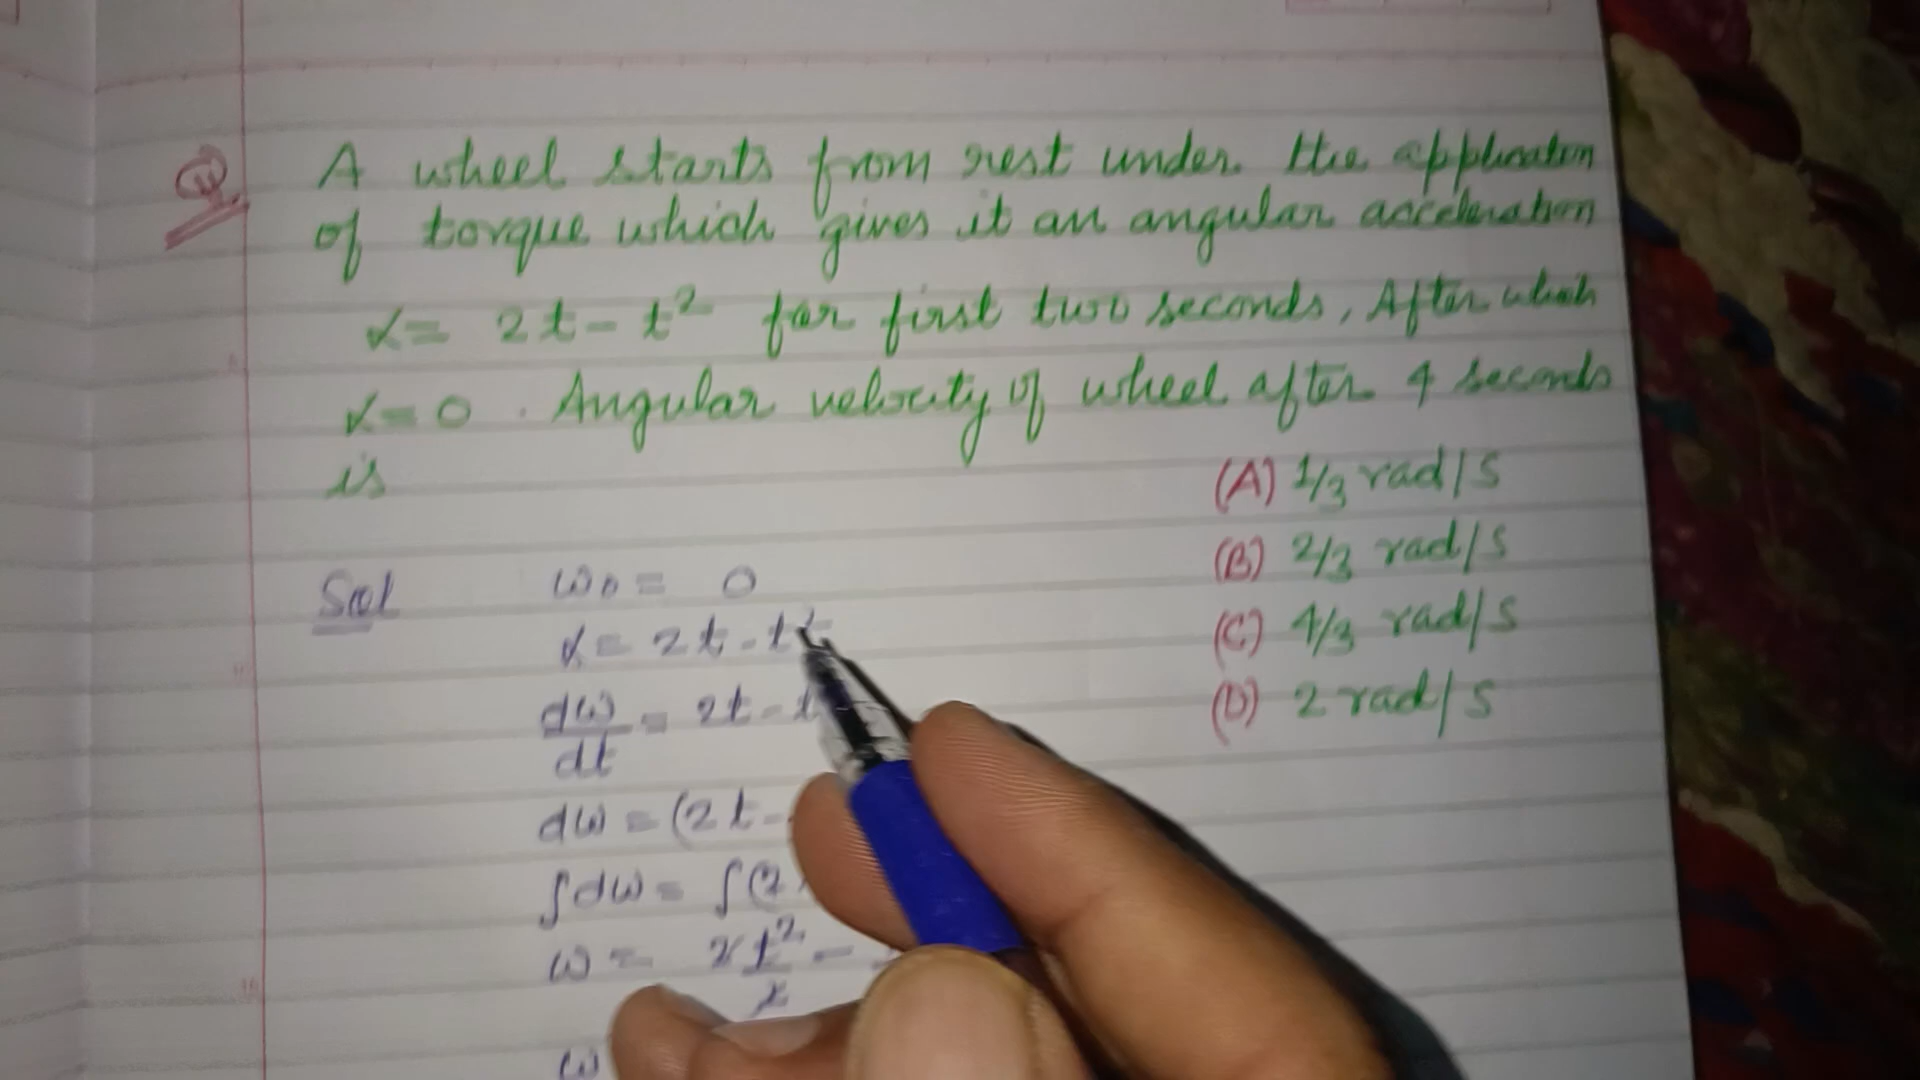 Q.
A wheel starts from rest under the application
of torque which gives it an angular acceleration
α = 2t - t² for first two seconds, After which
α = 0 . Angular velocity of wheel after 4 seconds
is
(A) 1/3 rad/s
(B) 2/3 rad/s
(C) 4/3 rad/s
(D) 2 rad/s
Sol ω₀ = 0
α = 2t - t²
dω/dt = 2t - t
dω = (2t -
∫dω = ∫(2
ω = 2t²/2 -
ω